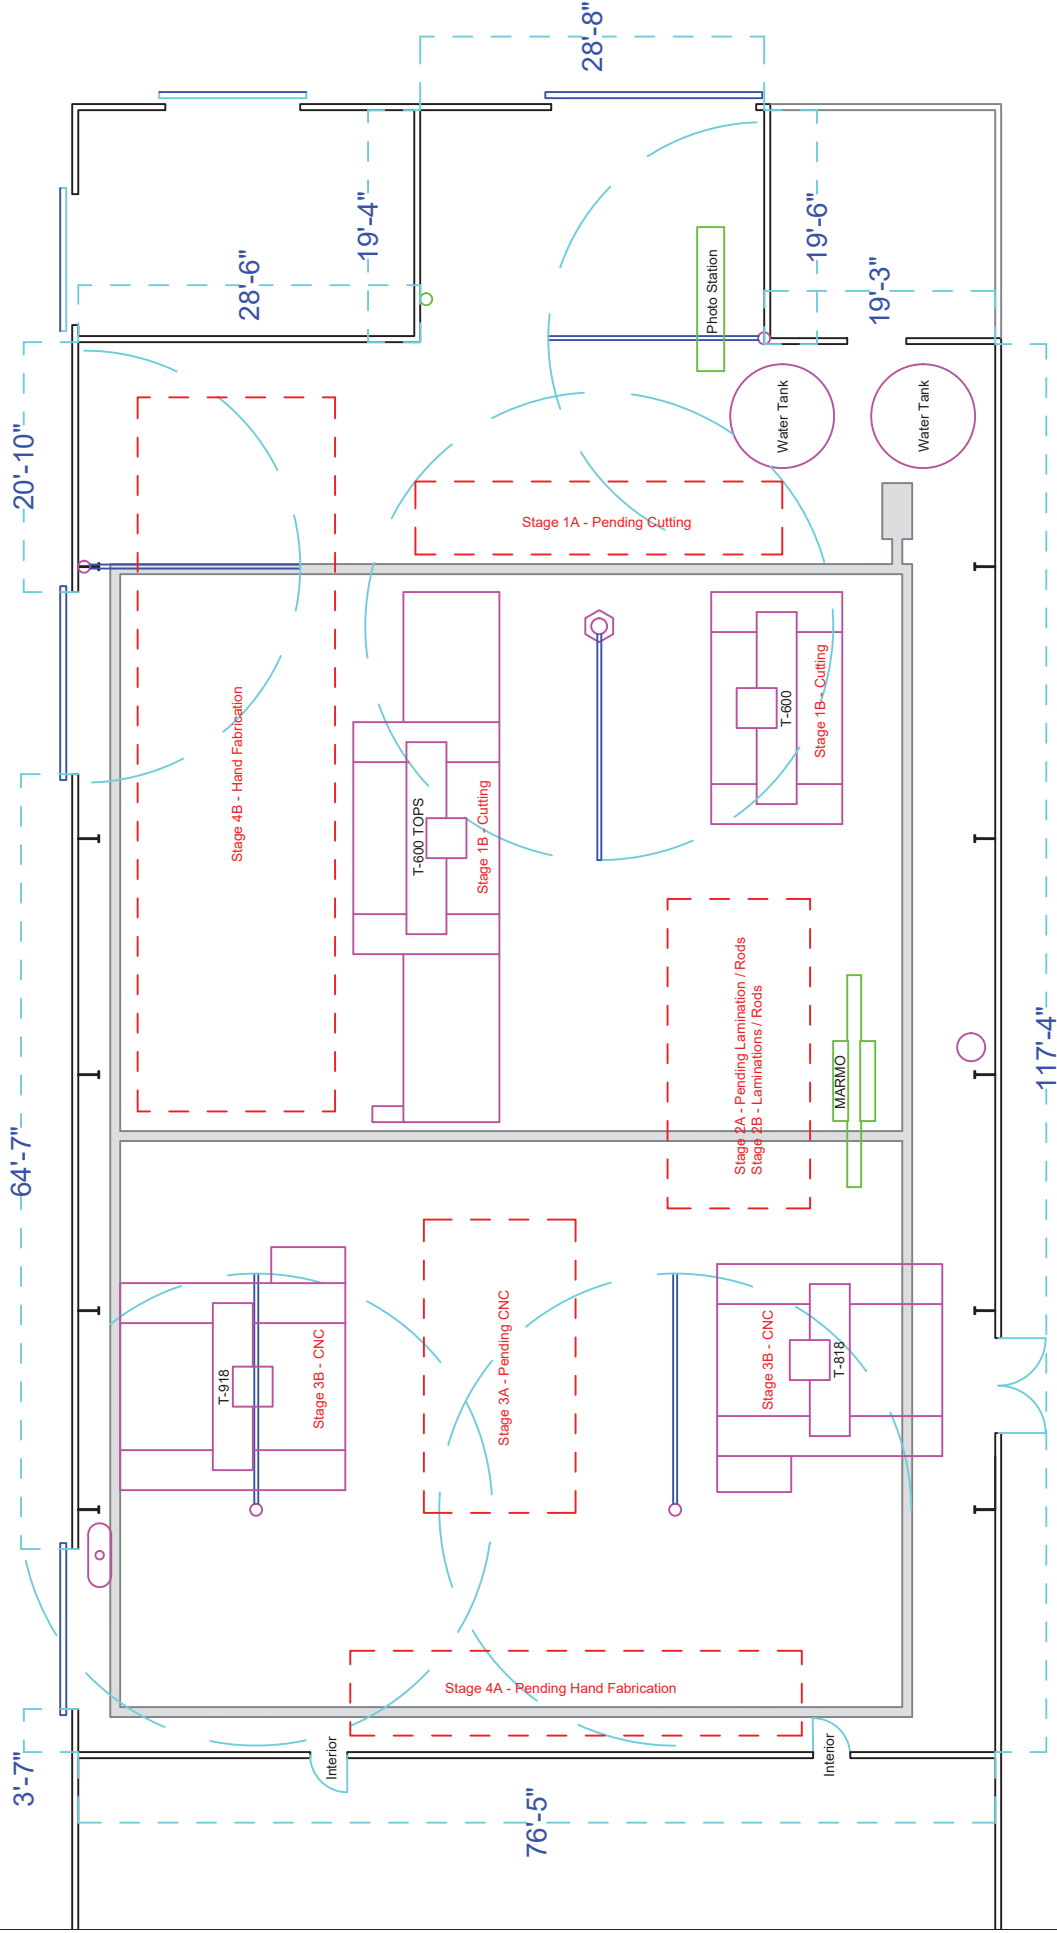 28'-8"
19'-4"
28'-6"
19'-6"
19'-3"
Photo Station
20'-10"
Water Tank
Water Tank
Stage 1A - Pending Cutting
Stage 4B - Hand Fabrication
T-600 TOPS
Stage 1B - Cutting
T-600
Stage 1B - Cutting
64'-7"
Stage 2A - Pending Lamination / Rods
Stage 2B - Laminations / Rods
MARMO
117'-4"
T-918
Stage 3B - CNC
Stage 3A - Pending CNC
Stage 3B - CNC
T-818
Stage 4A - Pending Hand Fabrication
3'-7"
Interior
Interior
76'-5"